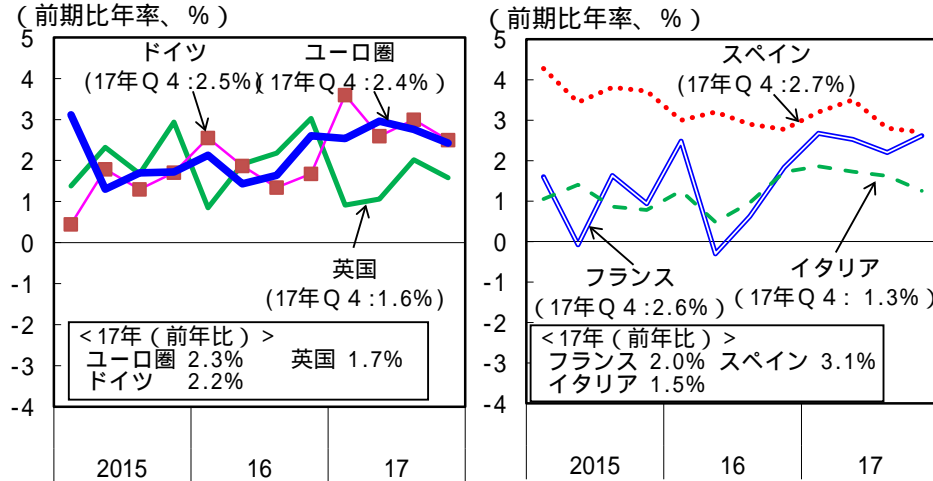 （前期比年率、％）
5
4
3
2
1
0
-1
-2
-3
-4
ドイツ
(17年Ｑ４:2.5%)
ユーロ圏
(17年Ｑ４:2.4%)
英国
(17年Ｑ４:1.6%)
＜17年（前年比）＞
ユーロ圏 2.3% 英国 1.7%
ドイツ 2.2%
2015 16 17
（前期比年率、％）
5
4
3
2
1
0
-1
-2
-3
-4
スペイン
(17年Ｑ４:2.7%)
フランス
(17年Ｑ４:2.6%)
イタリア
(17年Ｑ４: 1.3%)
＜17年（前年比）＞
フランス 2.0% スペイン 3.1%
イタリア 1.5%
2015 16 17